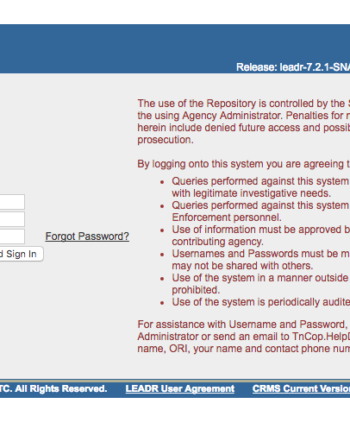 Release: leadr-7.2.1-SNA
The use of the Repository is controlled by the S
the using Agency Administrator. Penalties for
herein include denied future access and possib
prosecution.
By logging onto this system you are agreeing t
• Queries performed against this system
with legitimate investigative needs.
• Queries performed against this system
Enforcement personnel.
• Use of information must be approved b
contributing agency.
• Usernames and Passwords must be m
may not be shared with others.
• Use of the system in a manner outside
prohibited.
• Use of the system is periodically audite
Forgot Password?
d Sign In
For assistance with Username and Password,
Administrator or send an email to TnCop.HelpD
name, ORI, your name and contact phone num
TC. All Rights Reserved. LEADR User Agreement CRMS Current Versio